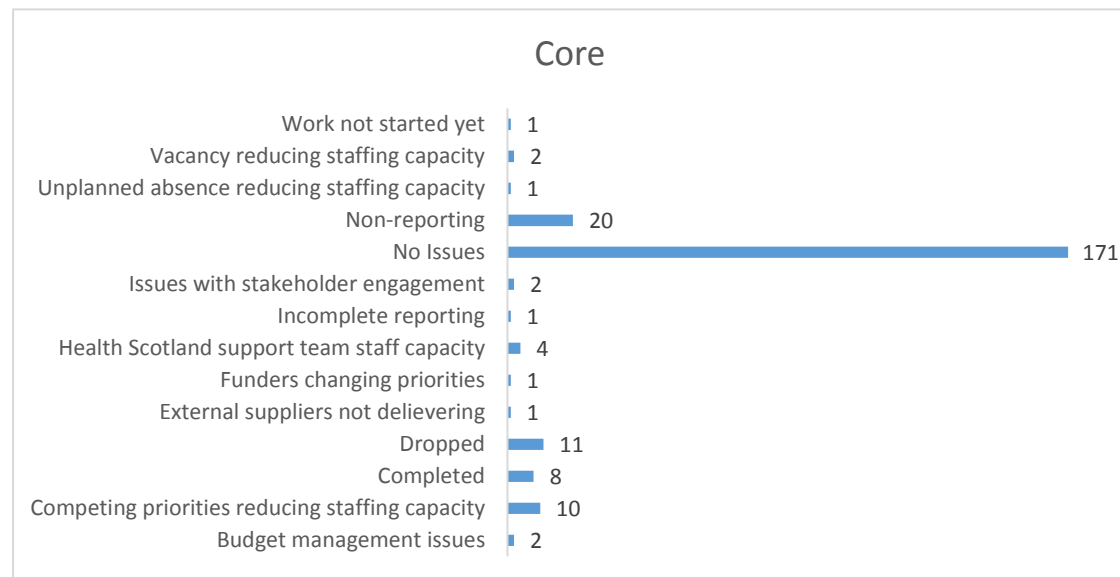 Core
Work not started yet 1
Vacancy reducing staffing capacity 2
Unplanned absence reducing staffing capacity 1
Non-reporting 20
No Issues 171
Issues with stakeholder engagement 2
Incomplete reporting 1
Health Scotland support team staff capacity 4
Funders changing priorities 1
External suppliers not delievering 1
Dropped 11
Completed 8
Competing priorities reducing staffing capacity 10
Budget management issues 2